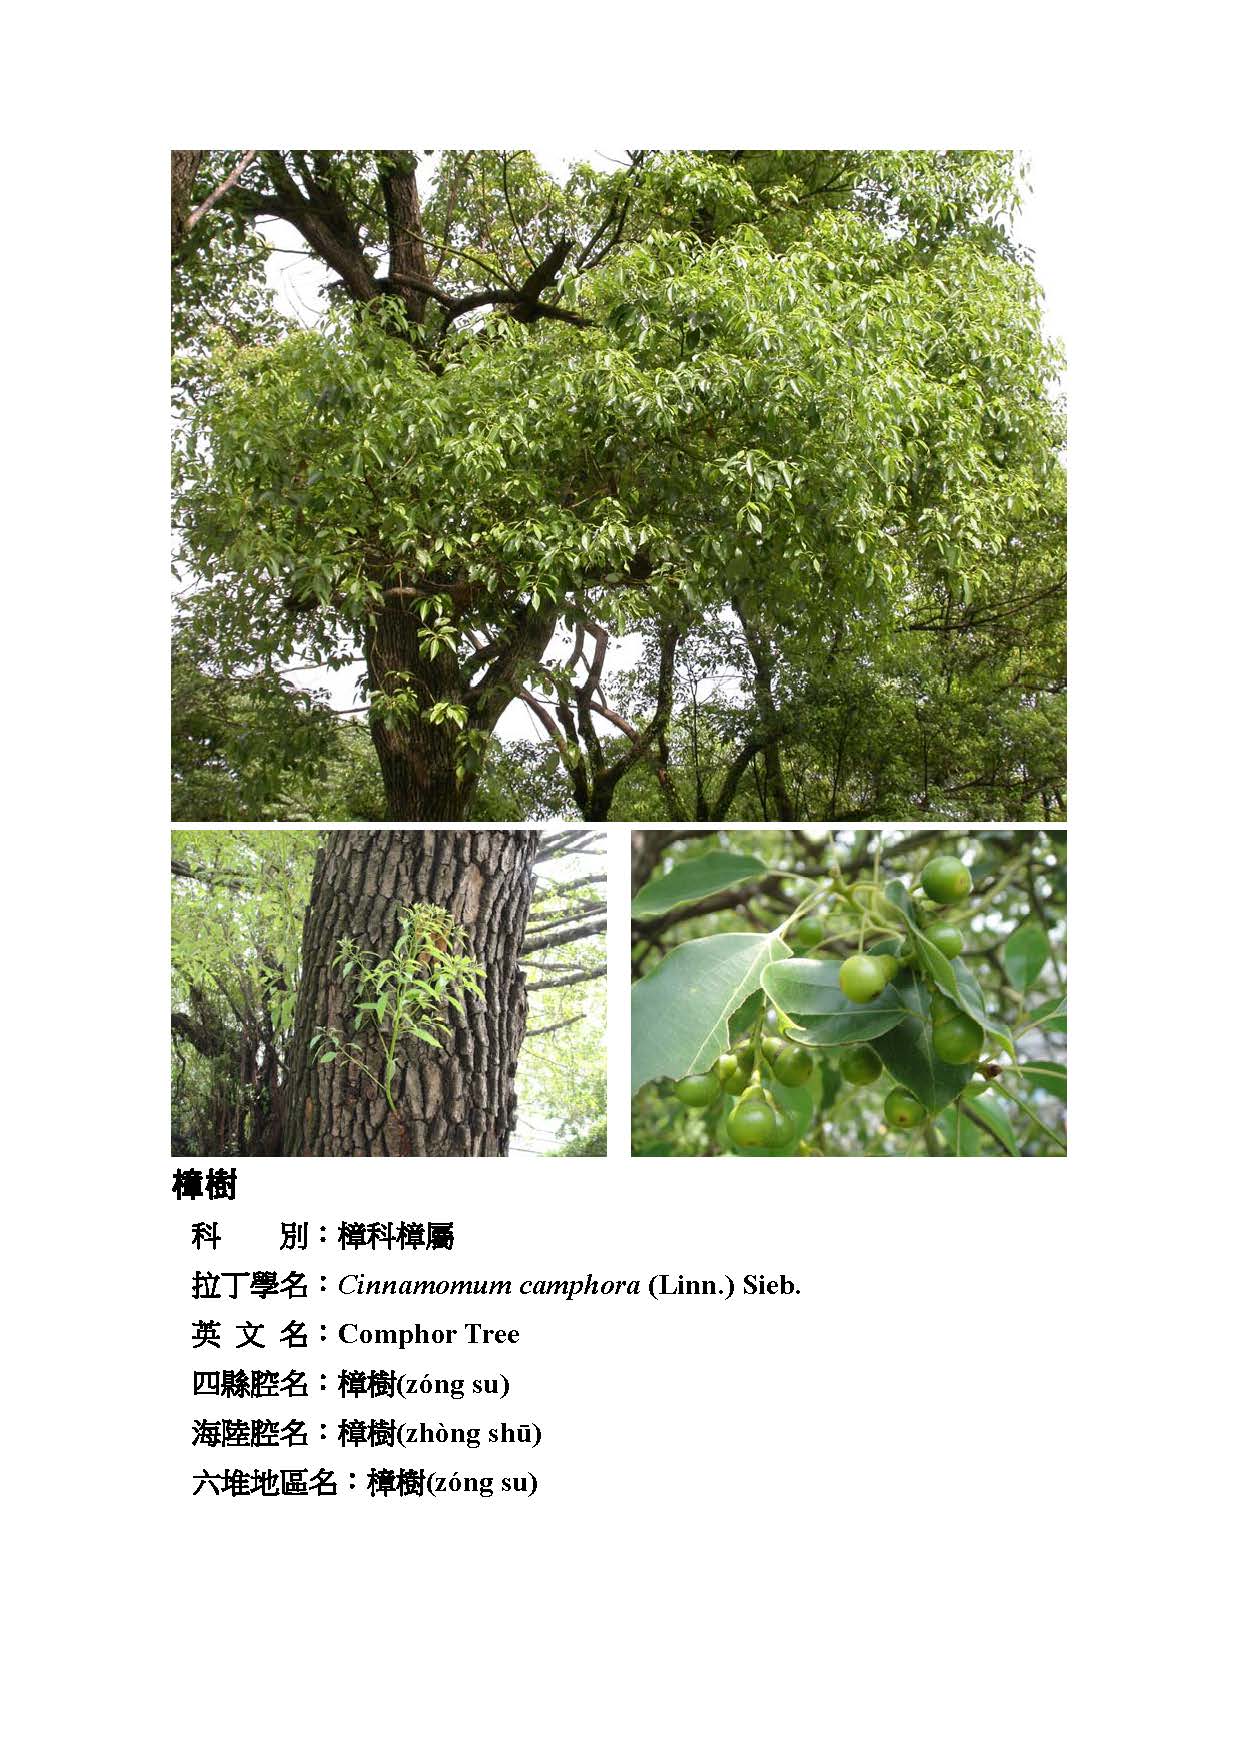 樟樹
科　　別：樟科樟屬
拉丁學名：Cinnamomum camphora (Linn.) Sieb.
英 文 名：Comphor Tree
四縣腔名：樟樹(zóng su)
海陸腔名：樟樹(zhòng shū)
六堆地區名：樟樹(zóng su)